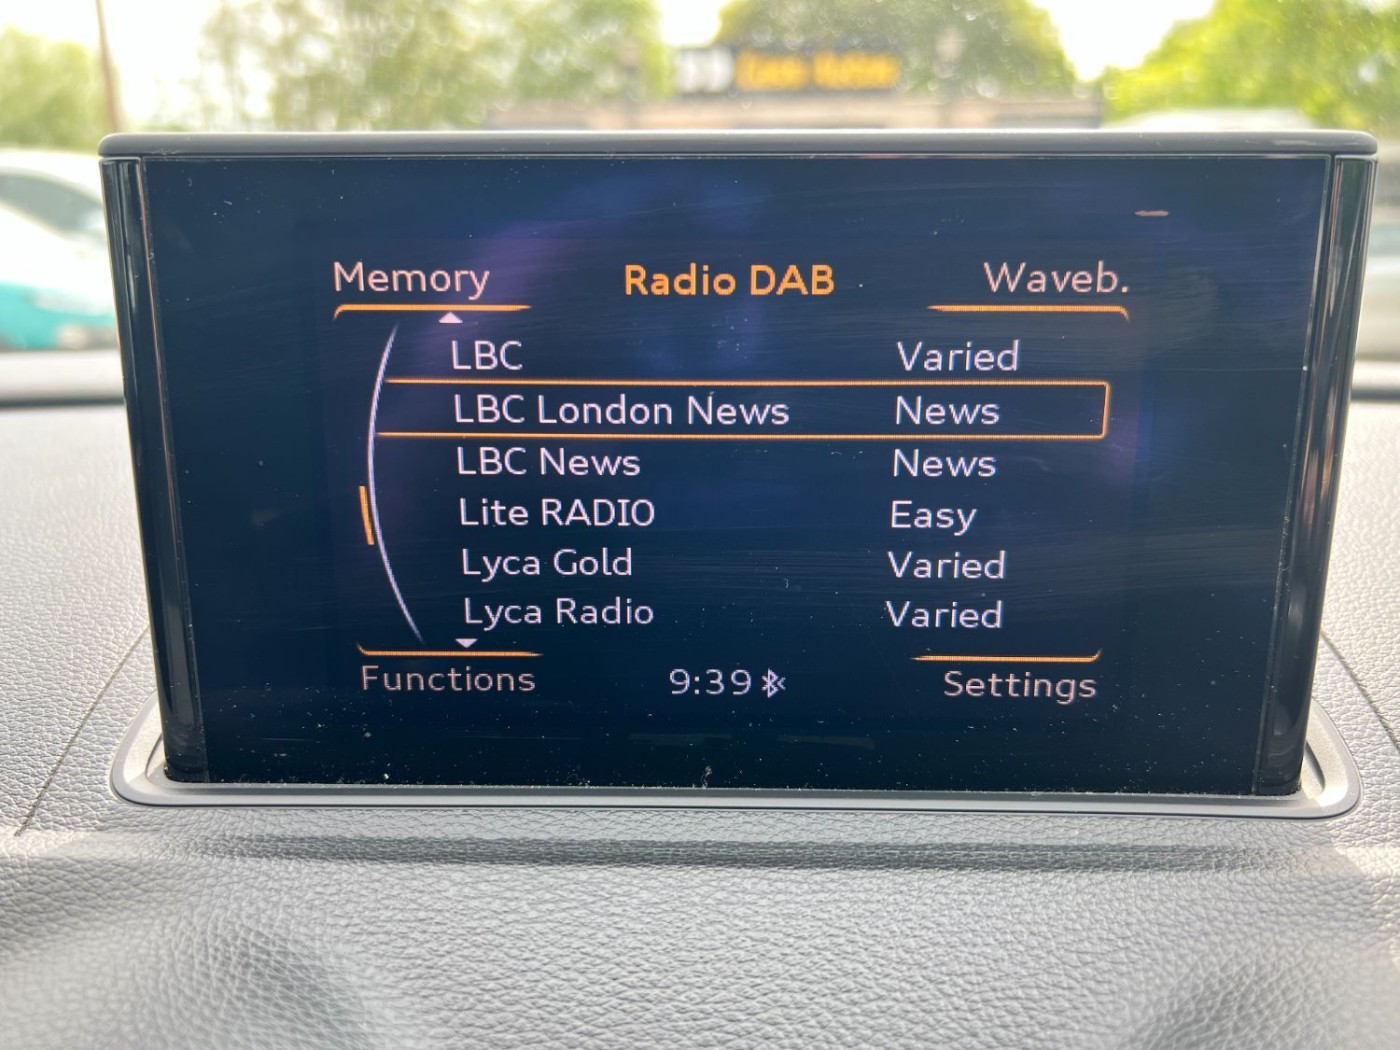 Memory Radio DAB Waveb.
LBC Varied
LBC London News News
LBC News News
Lite RADIO Easy
Lyca Gold Varied
Lyca Radio Varied
Functions 9:39 Settings